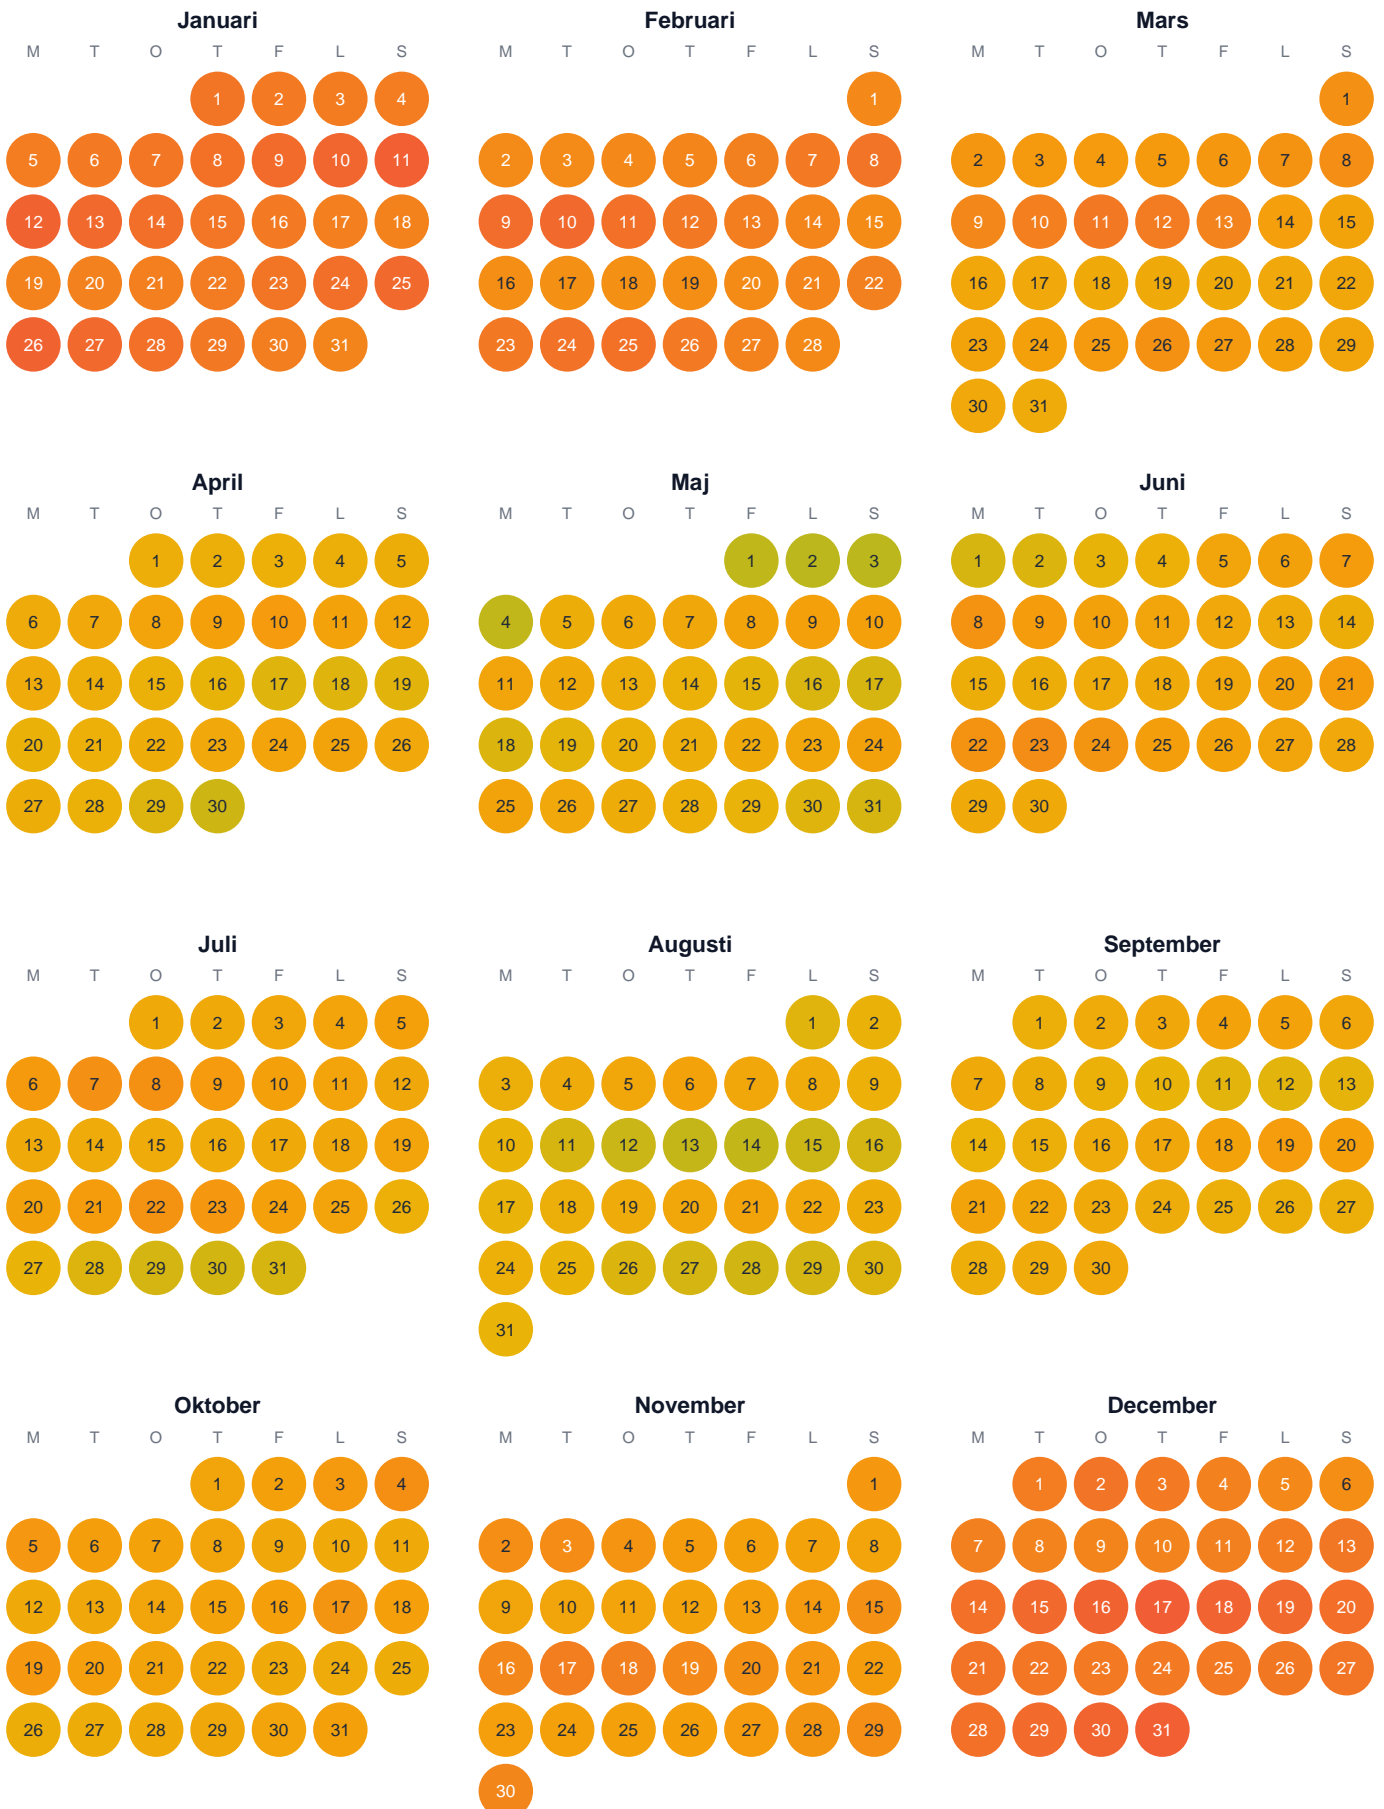 Januari Februari Mars
M T O T F L S M T O T F L S M T O T F L S
1 2 3 4 1 1
5 6 7 8 9 10 11 2 3 4 5 6 7 8 2 3 4 5 6 7 8
12 13 14 15 16 17 18 9 10 11 12 13 14 15 9 10 11 12 13 14 15
19 20 21 22 23 24 25 16 17 18 19 20 21 22 16 17 18 19 20 21 22
26 27 28 29 30 31 23 24 25 26 27 28 23 24 25 26 27 28 29
30 31
April Maj Juni
M T O T F L S M T O T F L S M T O T F L S
1 2 3 4 5 1 2 3 1 2 3 4 5 6 7
6 7 8 9 10 11 12 4 5 6 7 8 9 10 8 9 10 11 12 13 14
13 14 15 16 17 18 19 11 12 13 14 15 16 17 15 16 17 18 19 20 21
20 21 22 23 24 25 26 18 19 20 21 22 23 24 22 23 24 25 26 27 28
27 28 29 30 25 26 27 28 29 30 31 29 30
Juli Augusti September
M T O T F L S M T O T F L S M T O T F L S
1 2 3 4 5 1 2 1 2 3 4 5 6
6 7 8 9 10 11 12 3 4 5 6 7 8 9 7 8 9 10 11 12 13
13 14 15 16 17 18 19 10 11 12 13 14 15 16 14 15 16 17 18 19 20
20 21 22 23 24 25 26 17 18 19 20 21 22 23 21 22 23 24 25 26 27
27 28 29 30 31 24 25 26 27 28 29 30 28 29 30
31
Oktober November December
M T O T F L S M T O T F L S M T O T F L S
1 2 3 4 1 1 2 3 4 5 6
5 6 7 8 9 10 11 2 3 4 5 6 7 8 7 8 9 10 11 12 13
12 13 14 15 16 17 18 9 10 11 12 13 14 15 14 15 16 17 18 19 20
19 20 21 22 23 24 25 16 17 18 19 20 21 22 21 22 23 24 25 26 27
26 27 28 29 30 31 23 24 25 26 27 28 29 28 29 30 31
30